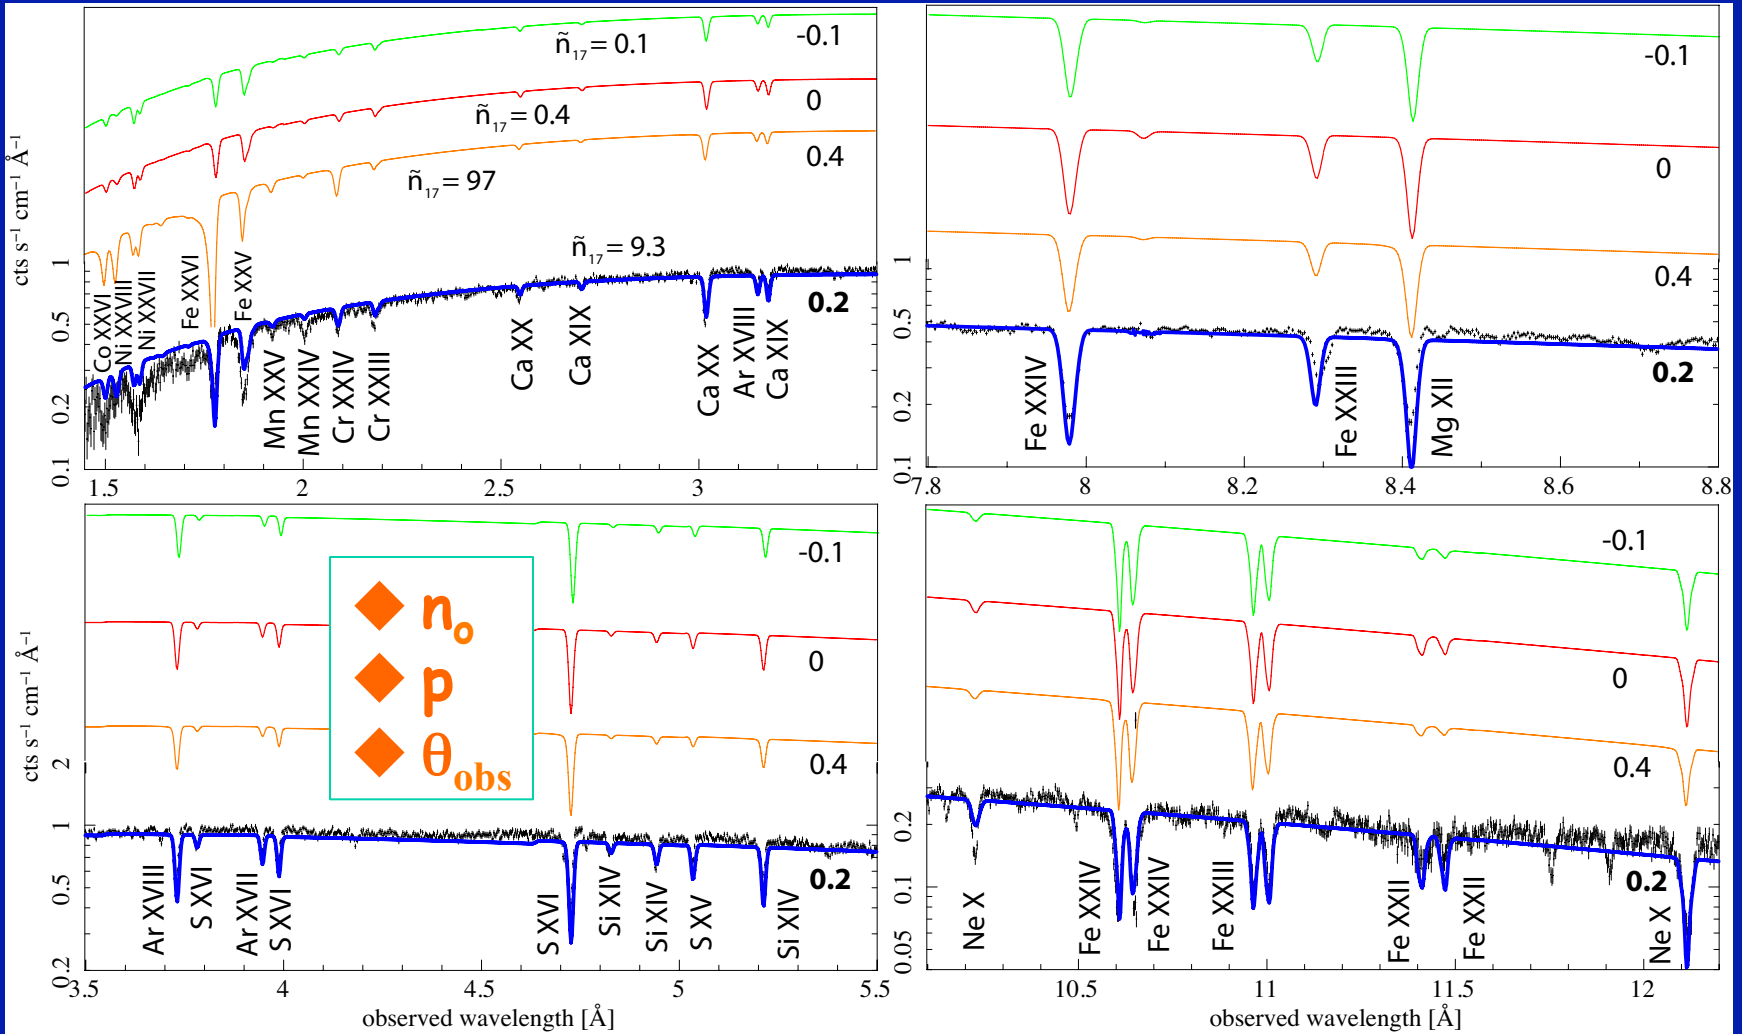 cts s⁻¹ cm⁻¹ Å⁻¹
ñ₁₇ = 0.1
-0.1
ñ₁₇ = 0.4
0
ñ₁₇ = 97
0.4
ñ₁₇ = 9.3
0.2
1
0.5
0.2
0.1
Co XXVI
Ni XXVIII
Ni XXVII
Fe XXVI
Fe XXV
Mn XXV
Mn XXIV
Cr XXIV
Cr XXIII
Ca XX
Ca XIX
Ca XX
Ar XVIII
Ca XIX
1.5 2 2.5 3
-0.1
0
0.4
0.2
1
0.5
0.2
0.1
Fe XXIV
Fe XXIII
Mg XII
7.8 8 8.2 8.4 8.6 8.8
cts s⁻¹ cm⁻¹ Å⁻¹
-0.1
0
0.4
0.2
2
1
0.5
0.2
◆ nₒ
◆ p
◆ θobs
Ar XVIII
S XVI
Ar XVII
S XVI
S XVI
Si XIV
Si XIV
S XV
Si XIV
3.5 4 4.5 5 5.5
observed wavelength [Å]
-0.1
0
0.4
0.2
0.2
0.1
0.05
Ne X
Fe XXIV
Fe XXIV
Fe XXIII
Fe XXII
Fe XXII
Ne X
10.5 11 11.5 12
observed wavelength [Å]